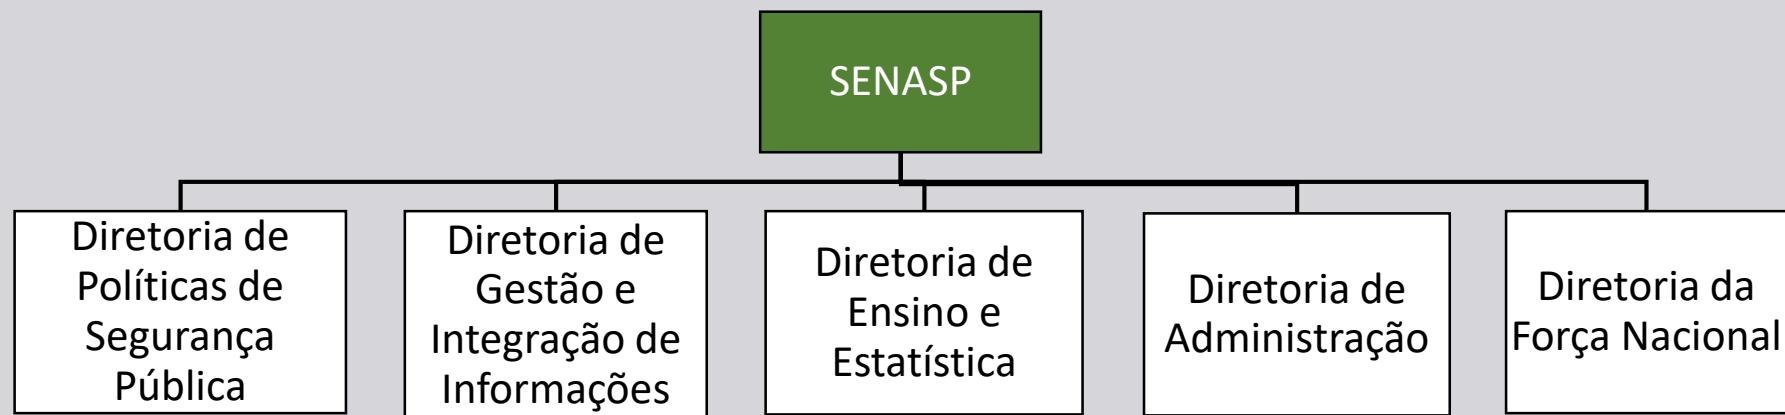 SENASP
Diretoria de
Políticas de
Segurança
Pública
Diretoria de
Gestão e
Integração de
Informações
Diretoria de
Ensino e
Estatística
Diretoria de
Administração
Diretoria da
Força Nacional